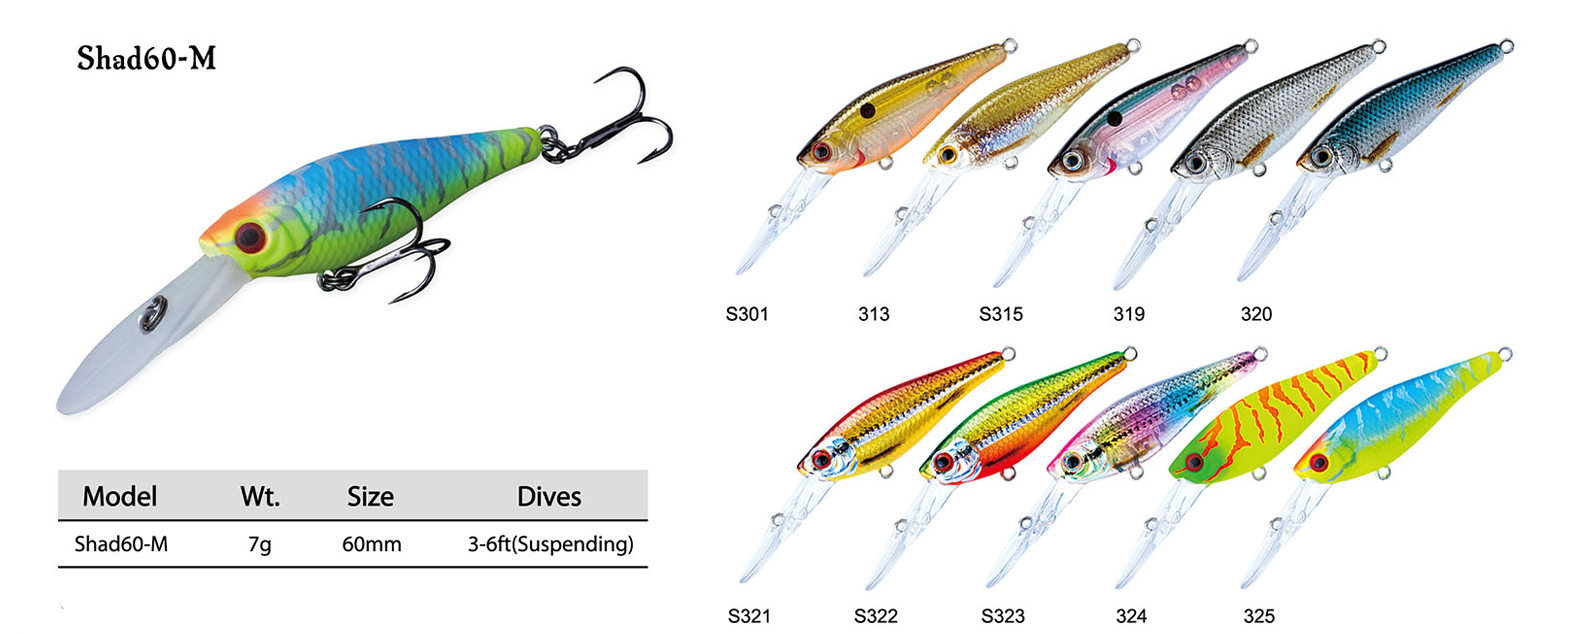 Shad60-M
Model Wt. Size Dives
Shad60-M 7g 60mm 3-6ft(Suspending)
S301 313 S315 319 320
S321 S322 S323 324 325